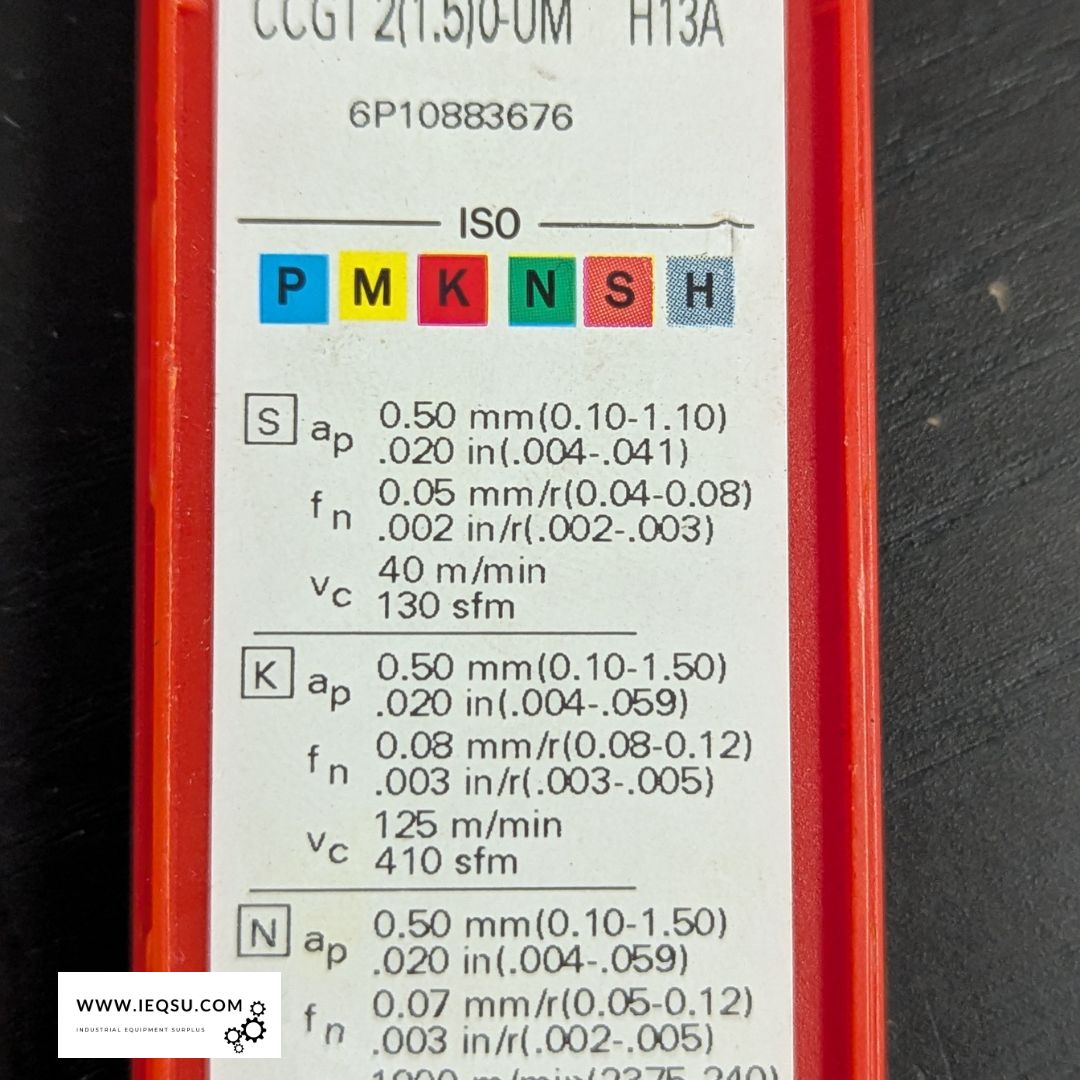 CCGT 2(1.5)0-UM H13A
6P10883676
ISO
P M K N S H
S ap 0.50 mm(0.10-1.10)
.020 in(.004-.041)
fn 0.05 mm/r(0.04-0.08)
.002 in/r(.002-.003)
vc 40 m/min
130 sfm
K ap 0.50 mm(0.10-1.50)
.020 in(.004-.059)
fn 0.08 mm/r(0.08-0.12)
.003 in/r(.003-.005)
vc 125 m/min
410 sfm
N ap 0.50 mm(0.10-1.50)
.020 in(.004-.059)
fn 0.07 mm/r(0.05-0.12)
.003 in/r(.002-.005)
1900 m/min(2375-240)
WWW.IEQSU.COM
INDUSTRIAL EQUIPMENT SURPLUS